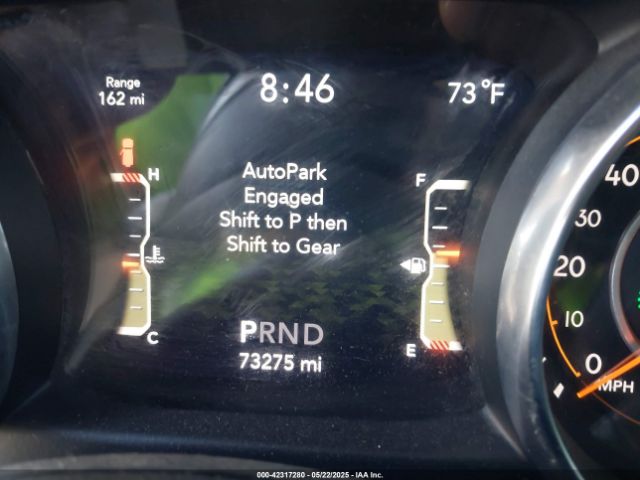 Range
162 mi
8:46
73°F
H
C
AutoPark
Engaged
Shift to P then
Shift to Gear
F
E
PRND
73275 mi
40
30
20
10
0
MPH
000-42317280 - 05/22/2025 - IAA Inc.